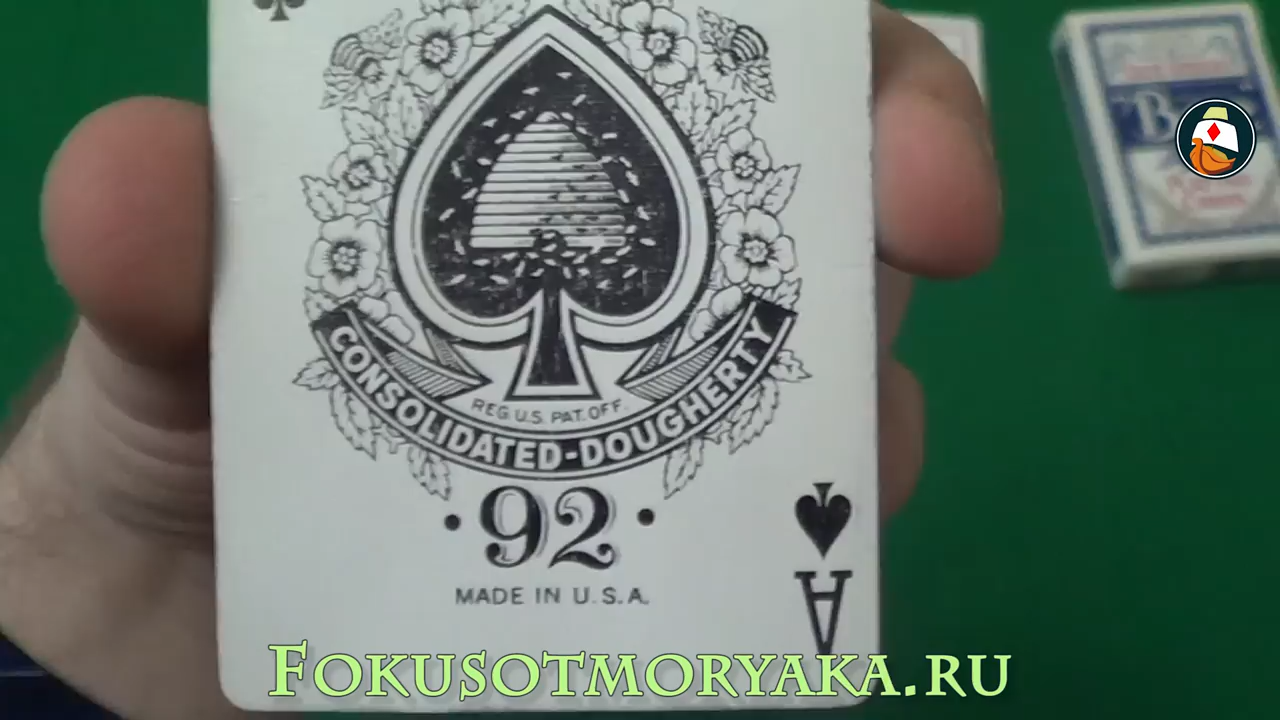 REG. U.S. PAT. OFF.
CONSOLIDATED-DOUGHERTY
· 92 ·
MADE IN U.S.A.
A
FOKUSOTMORYAKA.RU